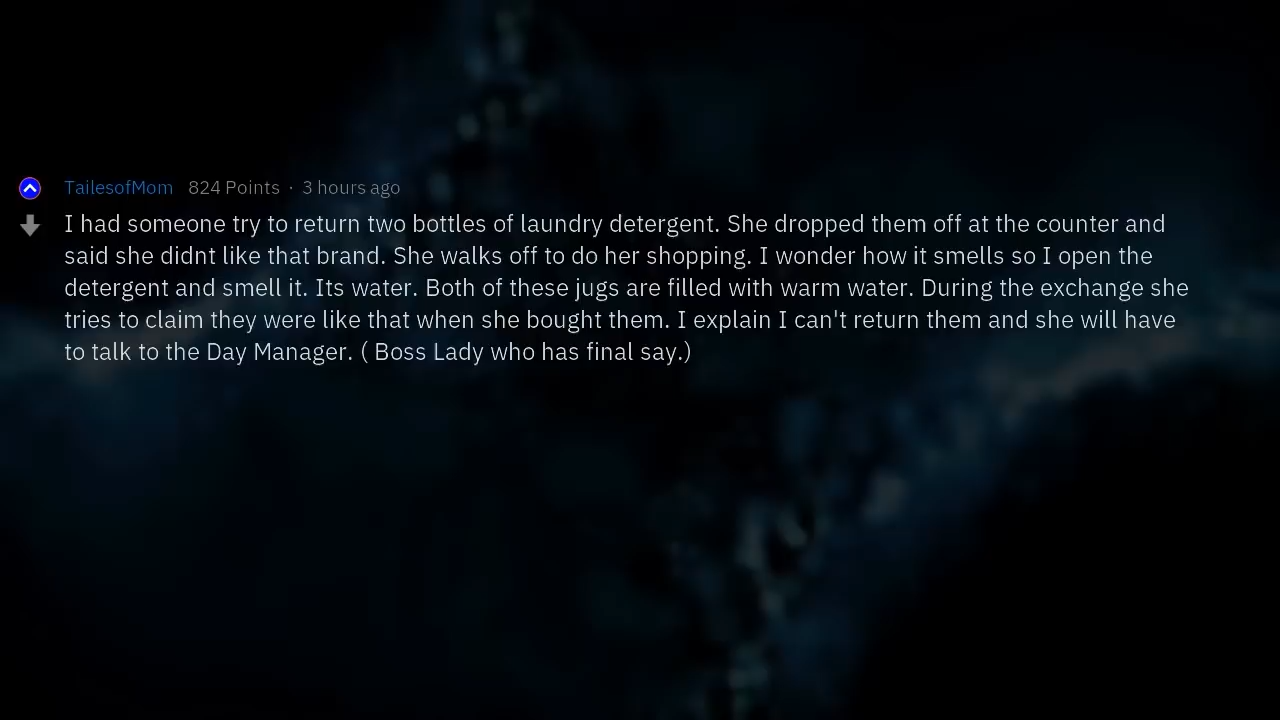 TailesofMom 824 Points · 3 hours ago
I had someone try to return two bottles of laundry detergent. She dropped them off at the counter and
said she didnt like that brand. She walks off to do her shopping. I wonder how it smells so I open the
detergent and smell it. Its water. Both of these jugs are filled with warm water. During the exchange she
tries to claim they were like that when she bought them. I explain I can't return them and she will have
to talk to the Day Manager. ( Boss Lady who has final say.)